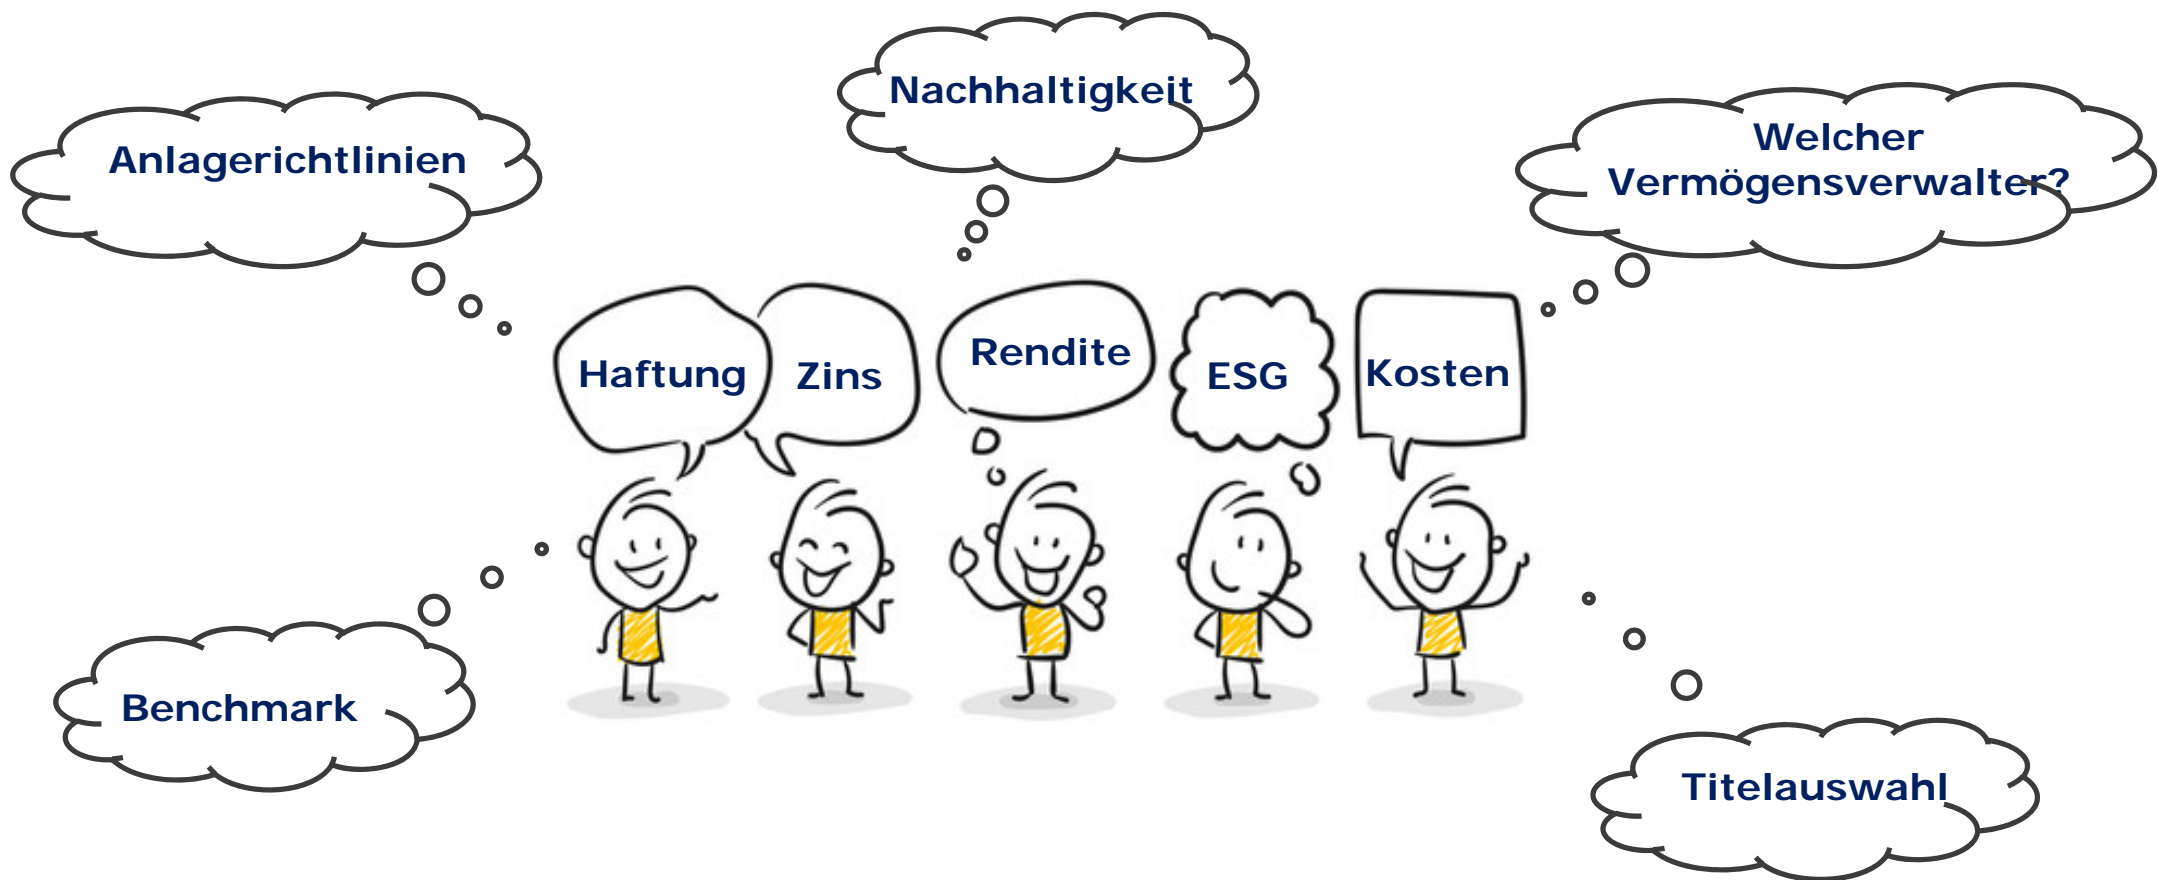 Nachhaltigkeit
Anlagerichtlinien
Welcher
Vermögensverwalter?
Haftung
Zins
Rendite
ESG
Kosten
Benchmark
Titelauswahl